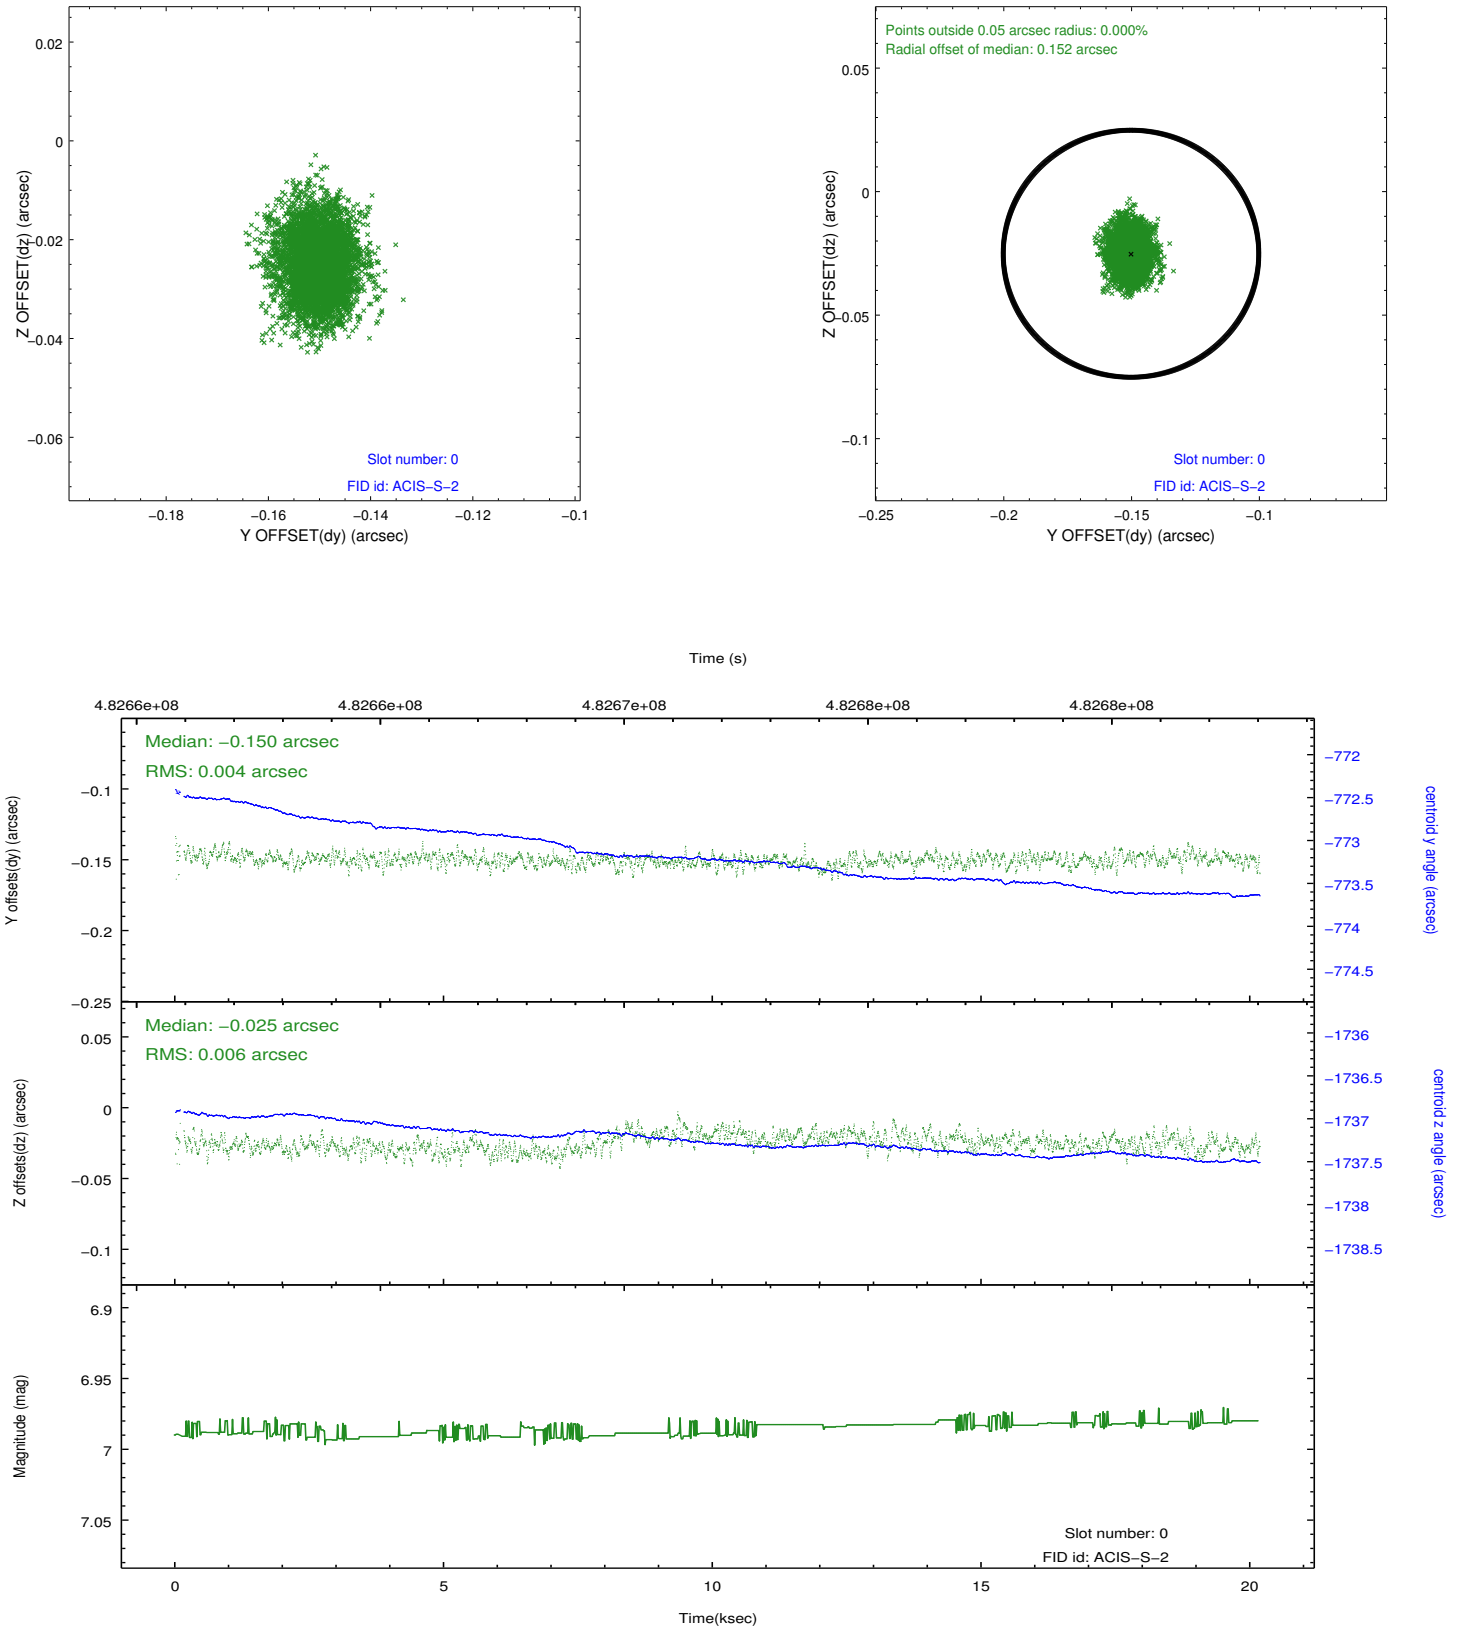 0.02
0
−0.02
−0.04
−0.06
Z OFFSET(dz) (arcsec)
Slot number: 0
FID id: ACIS−S−2
−0.18 −0.16 −0.14 −0.12 −0.1
Y OFFSET(dy) (arcsec)
Points outside 0.05 arcsec radius: 0.000%
Radial offset of median: 0.152 arcsec
0.05
0
−0.05
−0.1
Z OFFSET(dz) (arcsec)
Slot number: 0
FID id: ACIS−S−2
−0.25 −0.2 −0.15 −0.1
Y OFFSET(dy) (arcsec)
Time (s)
4.8266e+08 4.8266e+08 4.8267e+08 4.8268e+08 4.8268e+08
Median: −0.150 arcsec
RMS: 0.004 arcsec
−0.1
−0.15
−0.2
−0.25
Y offsets(dy) (arcsec)
−772
−772.5
−773
−773.5
−774
−774.5
centroid y angle (arcsec)
Median: −0.025 arcsec
RMS: 0.006 arcsec
0.05
0
−0.05
−0.1
Z offsets(dz) (arcsec)
−1736
−1736.5
−1737
−1737.5
−1738
−1738.5
centroid z angle (arcsec)
6.9
6.95
7
7.05
Magnitude (mag)
Slot number: 0
FID id: ACIS−S−2
0 5 10 15 20
Time(ksec)